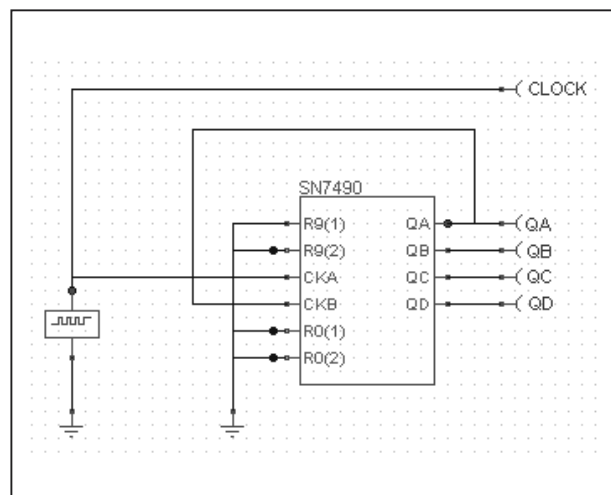 CLOCK
SN7490
R9(1) QA QA
R9(2) QB QB
CKA QC QC
CKB QD QD
R0(1)
R0(2)